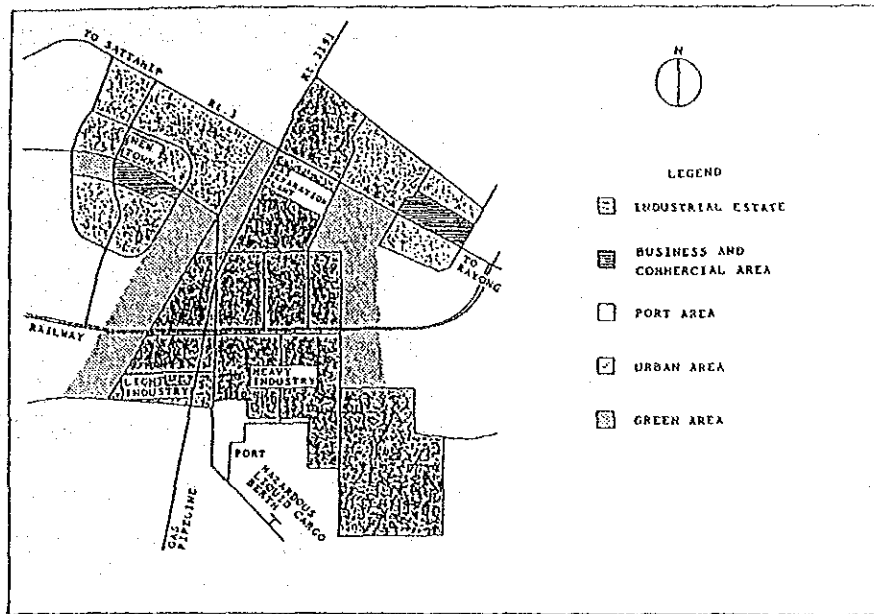 TO SATTAHIP
Rt. 3
Rt. 3191
NEW
TOWN
GAS
SEPARATION
PLANT
TO
RAYONG
RAILWAY
LIGHT
INDUSTRY
HEAVY
INDUSTRY
PORT
HAZARDOUS
LIQUID CARGO
BERTH
GAS
PIPELINE
N
LEGEND
INDUSTRIAL ESTATE
BUSINESS AND
COMMERCIAL AREA
PORT AREA
URBAN AREA
GREEN AREA